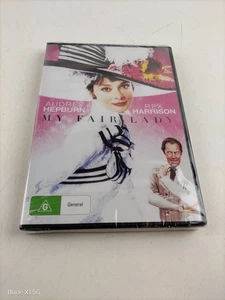 AUDREY HEPBURN
REX HARRISON
MY FAIR LADY
G
General